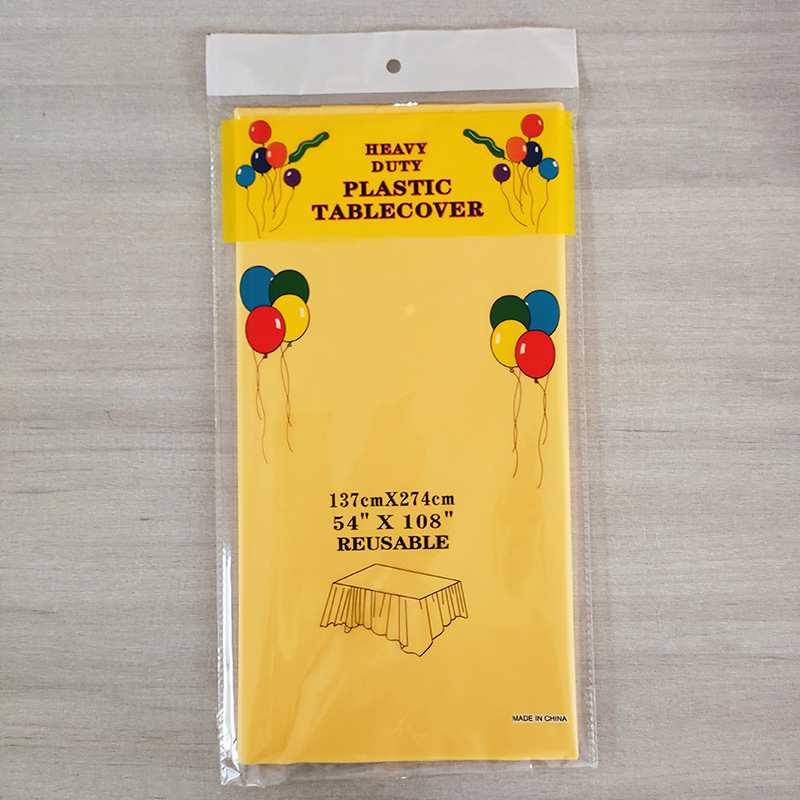 HEAVY
DUTY
PLASTIC
TABLECOVER
137cmX274cm
54" X 108"
REUSABLE
MADE IN CHINA